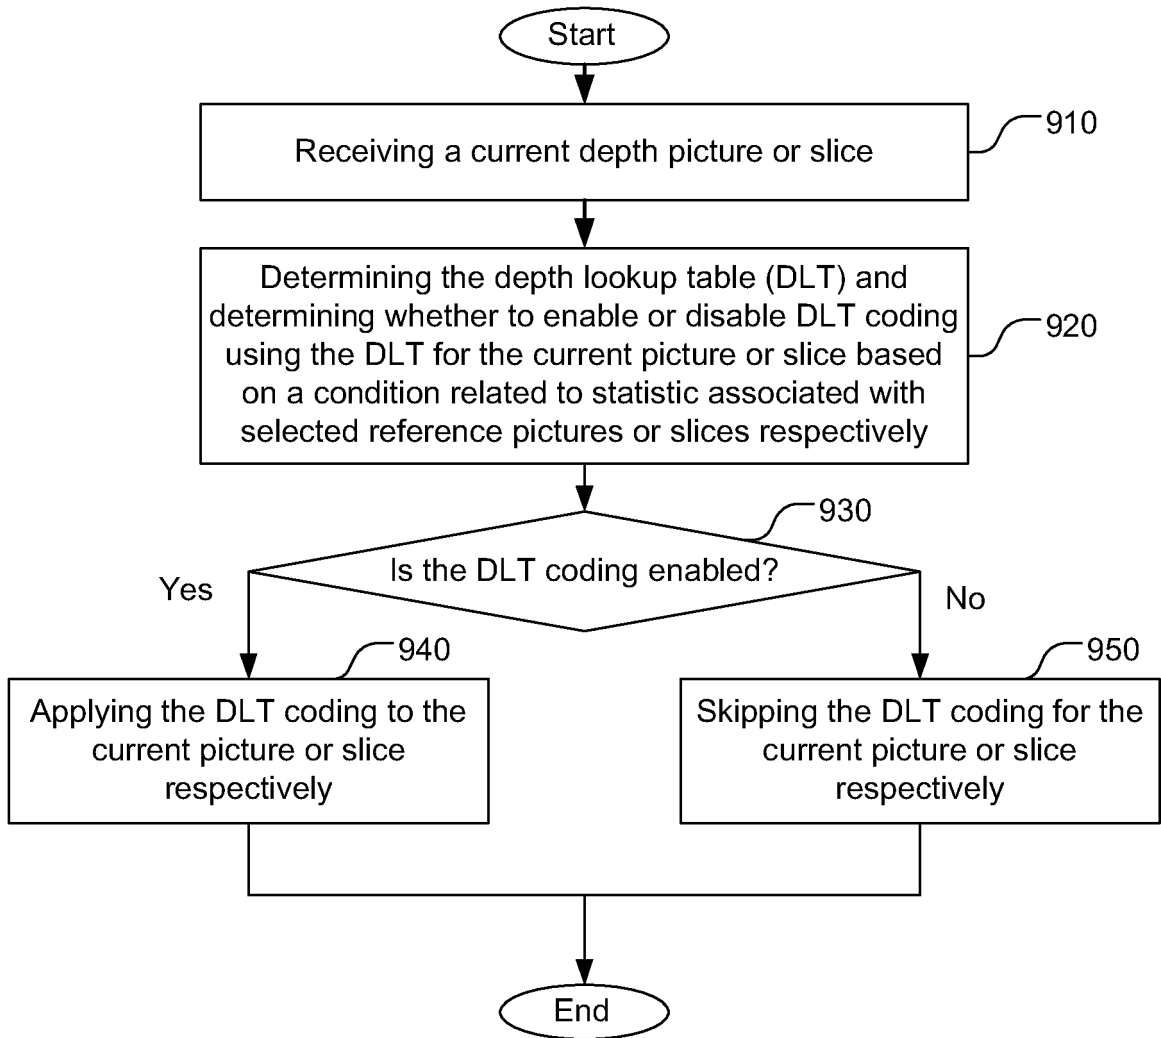 Start
910
Receiving a current depth picture or slice
Determining the depth lookup table (DLT) and
determining whether to enable or disable DLT coding
using the DLT for the current picture or slice based
on a condition related to statistic associated with
selected reference pictures or slices respectively
920
930
Is the DLT coding enabled?
Yes
No
940
950
Applying the DLT coding to the
current picture or slice
respectively
Skipping the DLT coding for the
current picture or slice
respectively
End